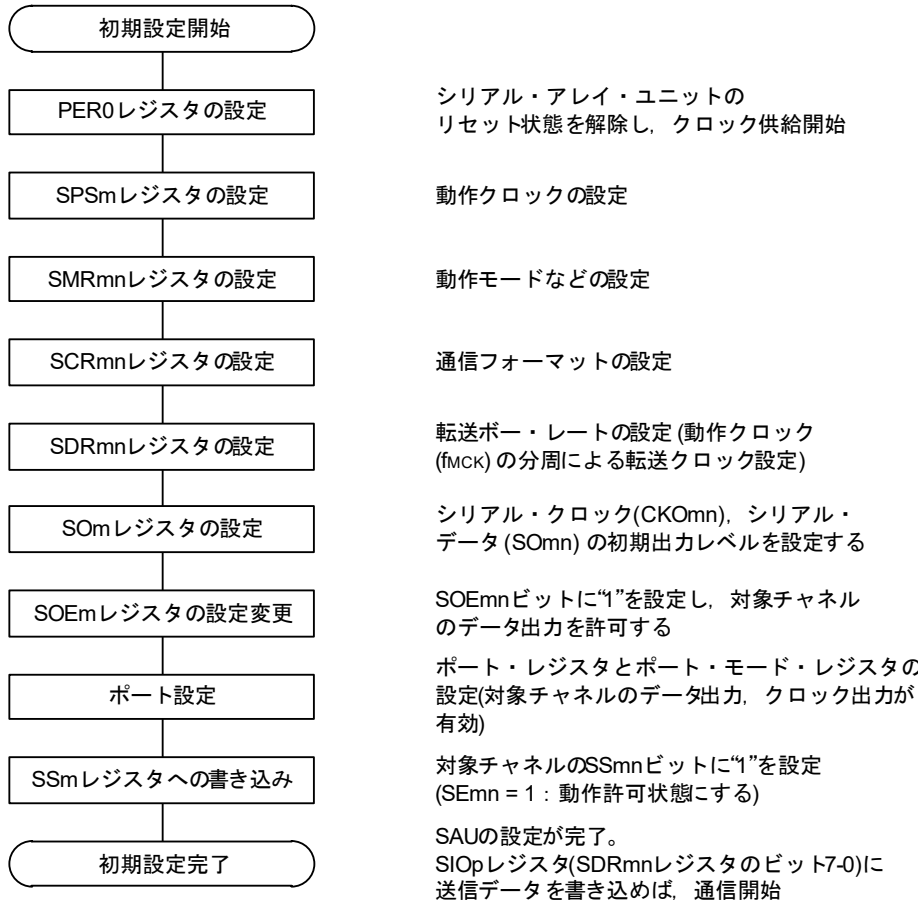 初期設定開始
PER0レジスタの設定
シリアル・アレイ・ユニットの
リセット状態を解除し，クロック供給開始
SPSmレジスタの設定
動作クロックの設定
SMRmnレジスタの設定
動作モードなどの設定
SCRmnレジスタの設定
通信フォーマットの設定
SDRmnレジスタの設定
転送ボー・レートの設定 (動作クロック
(fMCK) の分周による転送クロック設定)
SOmレジスタの設定
シリアル・クロック(CKOmn)，シリアル・
データ (SOmn) の初期出力レベルを設定する
SOEmレジスタの設定変更
SOEmnビットに“1”を設定し，対象チャネル
のデータ出力を許可する
ポート設定
ポート・レジスタとポート・モード・レジスタの
設定(対象チャネルのデータ出力，クロック出力が
有効)
SSmレジスタへの書き込み
対象チャネルのSSmnビットに“1”を設定
(SEmn = 1：動作許可状態にする)
初期設定完了
SAUの設定が完了。
SIOpレジスタ(SDRmnレジスタのビット7-0)に
送信データを書き込めば，通信開始